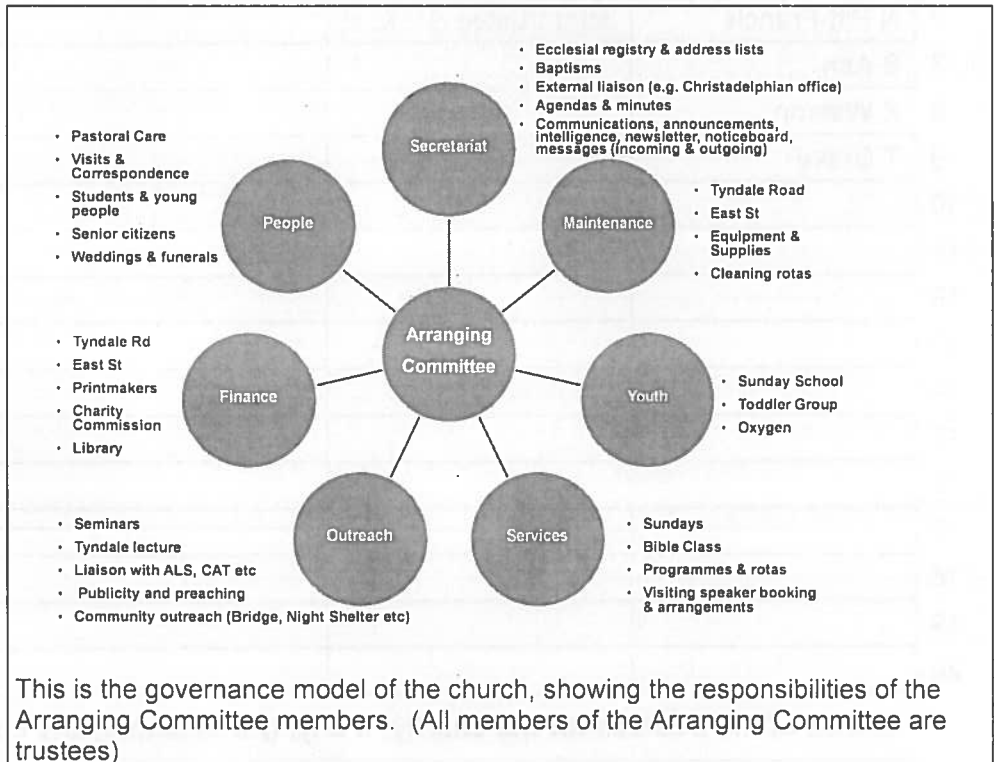 • Ecclesial registry & address lists
• Baptisms
• External liaison (e.g. Christadelphian office)
• Agendas & minutes
• Communications, announcements,
intelligence, newsletter, noticeboard,
messages (incoming & outgoing)
Secretariat
• Pastoral Care
• Visits &
Correspondence
• Students & young
people
• Senior citizens
• Weddings & funerals
People
Maintenance
• Tyndale Road
• East St
• Equipment &
Supplies
• Cleaning rotas
Arranging
Committee
• Tyndale Rd
• East St
• Printmakers
• Charity
Commission
• Library
Finance
Youth
• Sunday School
• Toddler Group
• Oxygen
• Seminars
• Tyndale lecture
• Liaison with ALS, CAT etc
• Publicity and preaching
• Community outreach (Bridge, Night Shelter etc)
Outreach
Services
• Sundays
• Bible Class
• Programmes & rotas
• Visiting speaker booking
& arrangements
This is the governance model of the church, showing the responsibilities of the
Arranging Committee members. (All members of the Arranging Committee are
trustees)